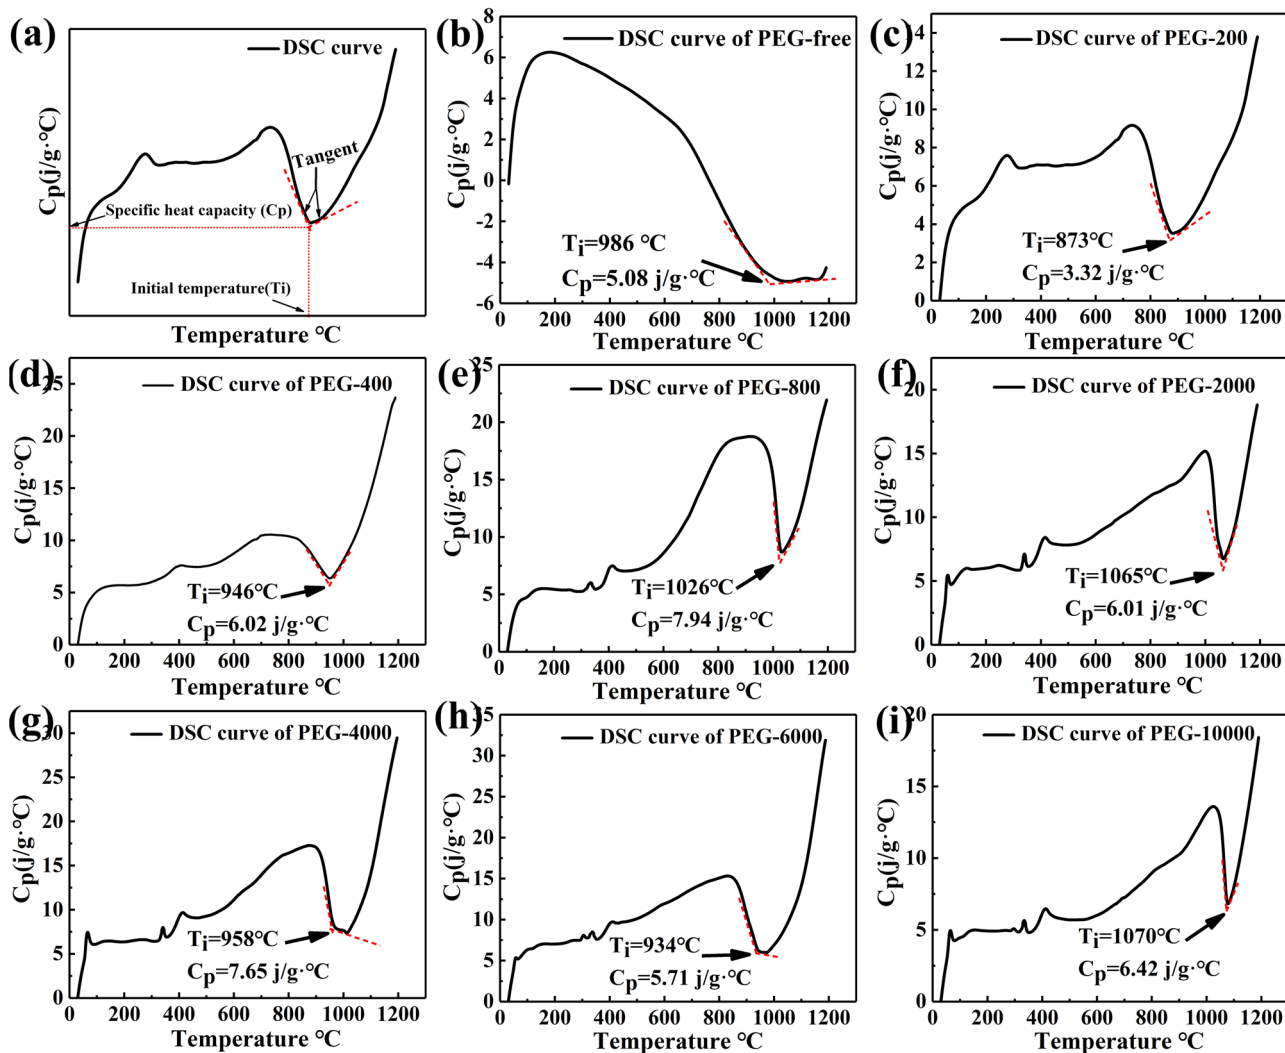 (a)
DSC curve
Cp(j/g·℃)
Tangent
Specific heat capacity (Cp)
Initial temperature(Ti)
Temperature ℃
(b)
DSC curve of PEG-free
Cp(j/g·℃)
8
6
4
2
0
-2
-4
-6
Ti=986 ℃
Cp=5.08 j/g·℃
0 200 400 600 800 1000 1200
Temperature ℃
(c)
DSC curve of PEG-200
Cp(j/g·℃)
14
12
10
8
6
4
2
0
Ti=873℃
Cp=3.32 j/g·℃
0 200 400 600 800 1000 1200
Temperature ℃
(d)
DSC curve of PEG-400
Cp(j/g·℃)
25
20
15
10
5
0
Ti=946℃
Cp=6.02 j/g·℃
0 200 400 600 800 1000 1200
Temperature ℃
(e)
DSC curve of PEG-800
Cp(j/g·℃)
25
20
15
10
5
0
Ti=1026℃
Cp=7.94 j/g·℃
0 200 400 600 800 1000 1200
Temperature ℃
(f)
DSC curve of PEG-2000
Cp(j/g·℃)
20
15
10
5
0
Ti=1065℃
Cp=6.01 j/g·℃
0 200 400 600 800 1000 1200
Temperature ℃
(g)
DSC curve of PEG-4000
Cp(j/g·℃)
30
25
20
15
10
5
0
Ti=958℃
Cp=7.65 j/g·℃
0 200 400 600 800 1000 1200
Temperature ℃
(h)
DSC curve of PEG-6000
Cp(j/g·℃)
35
30
25
20
15
10
5
0
Ti=934℃
Cp=5.71 j/g·℃
0 200 400 600 800 1000 1200
Temperature ℃
(i)
DSC curve of PEG-10000
Cp(j/g·℃)
20
15
10
5
0
Ti=1070℃
Cp=6.42 j/g·℃
0 200 400 600 800 1000 1200
Temperature ℃